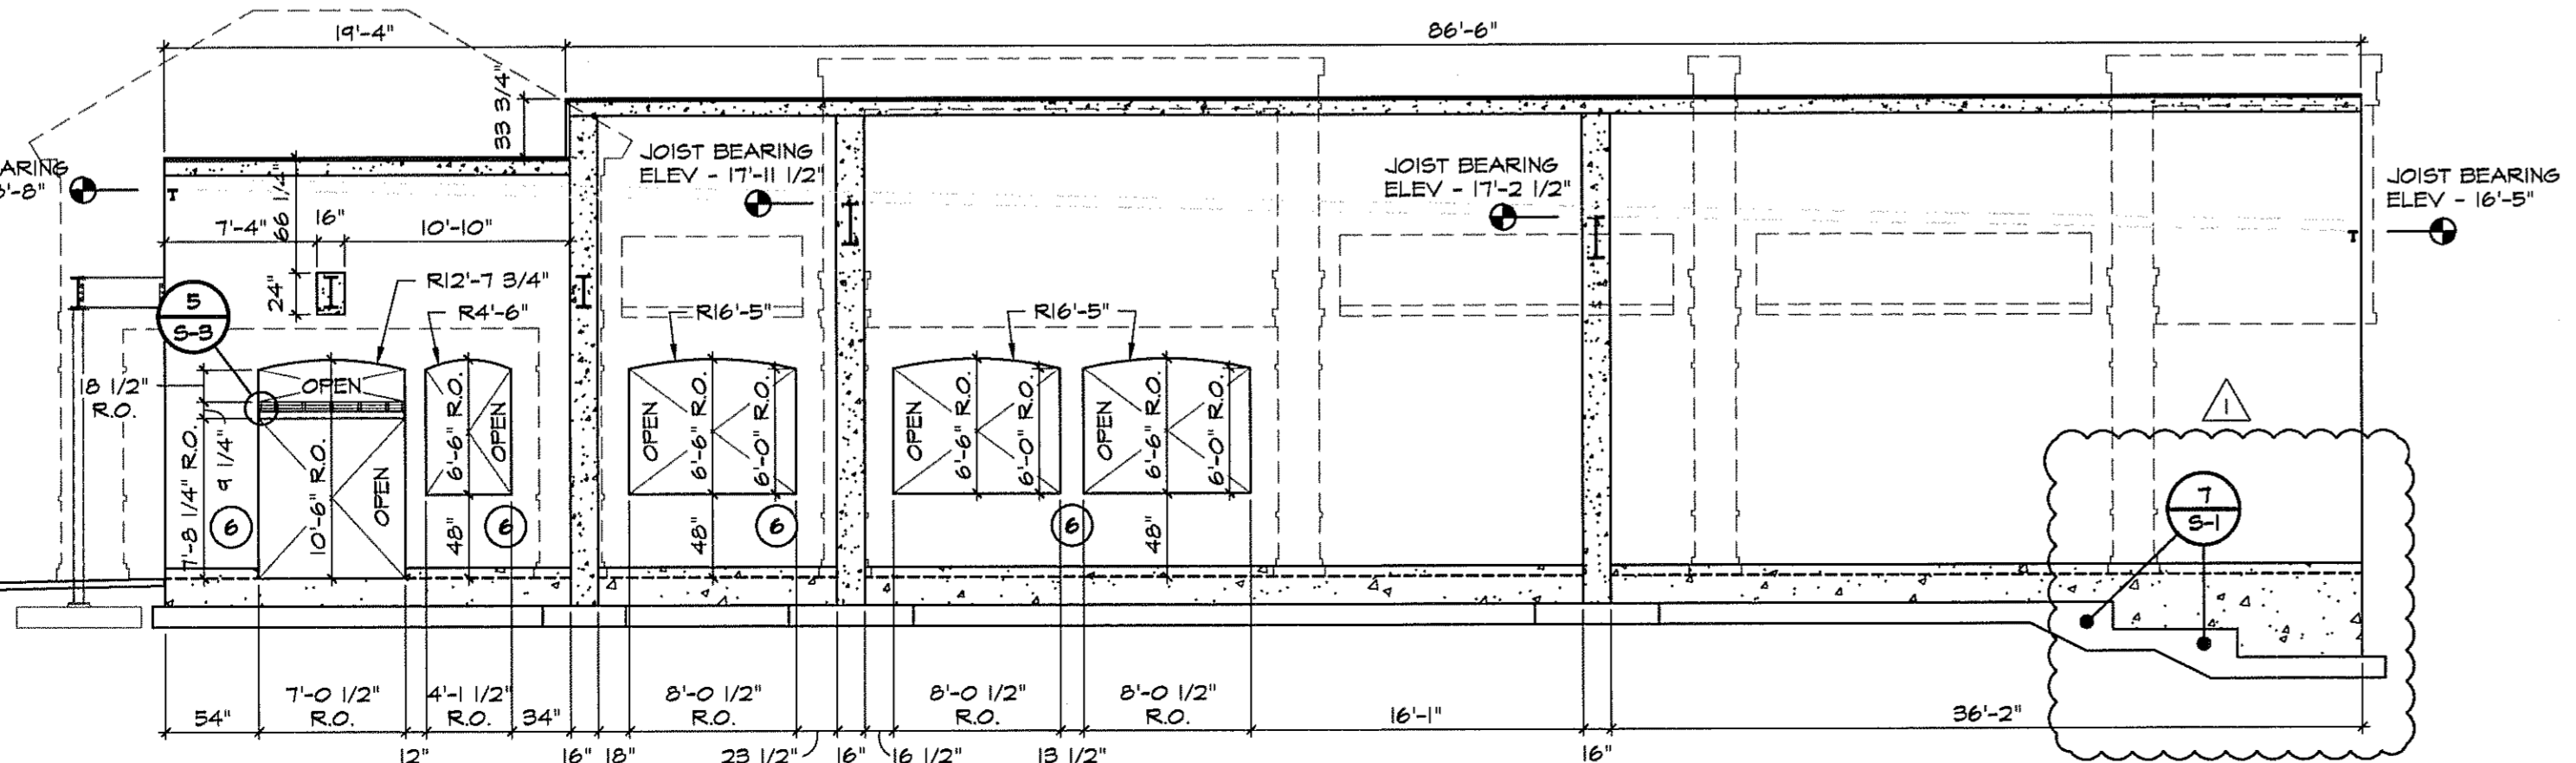 19'-4"
86'-6"
33 3/4"
JOIST BEARING
ELEV - 17'-11 1/2"
JOIST BEARING
ELEV - 17'-2 1/2"
JOIST BEARING
ELEV - 16'-5"
ARING
'-8"
T
T
66 1/4"
16"
7'-4"
10'-10"
24"
R12'-7 3/4"
R4'-6"
R16'-5"
R16'-5"
5
S-3
18 1/2"
R.O.
OPEN
7'-8 1/4" R.O.
9 1/4"
10'-6" R.O.
OPEN
6'-6" R.O.
OPEN
OPEN
6'-6" R.O.
6'-0" R.O.
OPEN
6'-6" R.O.
6'-0" R.O.
OPEN
6'-6" R.O.
6'-0" R.O.
1
7
S-1
6
48"
6
48"
6
6
48"
54"
7'-0 1/2"
R.O.
4'-1 1/2"
R.O.
34"
8'-0 1/2"
R.O.
8'-0 1/2"
R.O.
8'-0 1/2"
R.O.
16'-1"
36'-2"
12"
16"
18"
23 1/2"
16"
16 1/2"
13 1/2"
16"